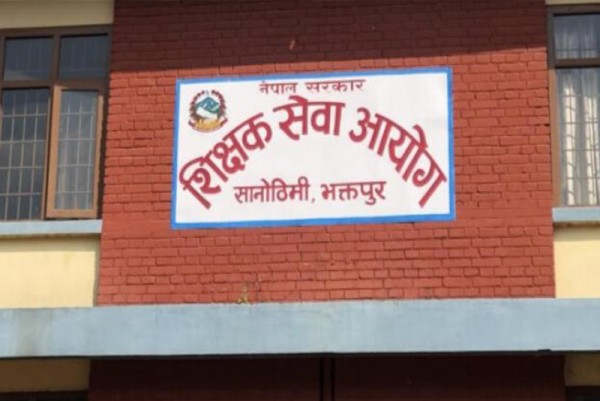 नेपाल सरकार
शिक्षक सेवा आयोग
सानोठिमी, भक्तपुर